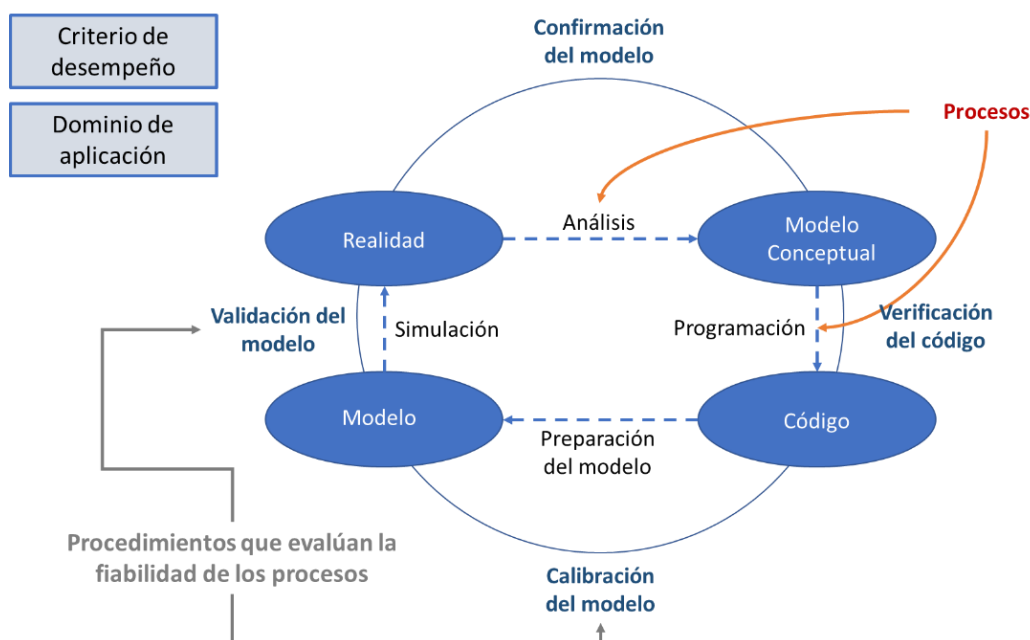 Criterio de
desempeño
Dominio de
aplicación
Confirmación
del modelo
Procesos
Realidad
Análisis
Modelo
Conceptual
Validación del
modelo
Simulación
Programación
Verificación
del código
Modelo
Preparación
del modelo
Código
Procedimientos que evalúan la
fiabilidad de los procesos
Calibración
del modelo